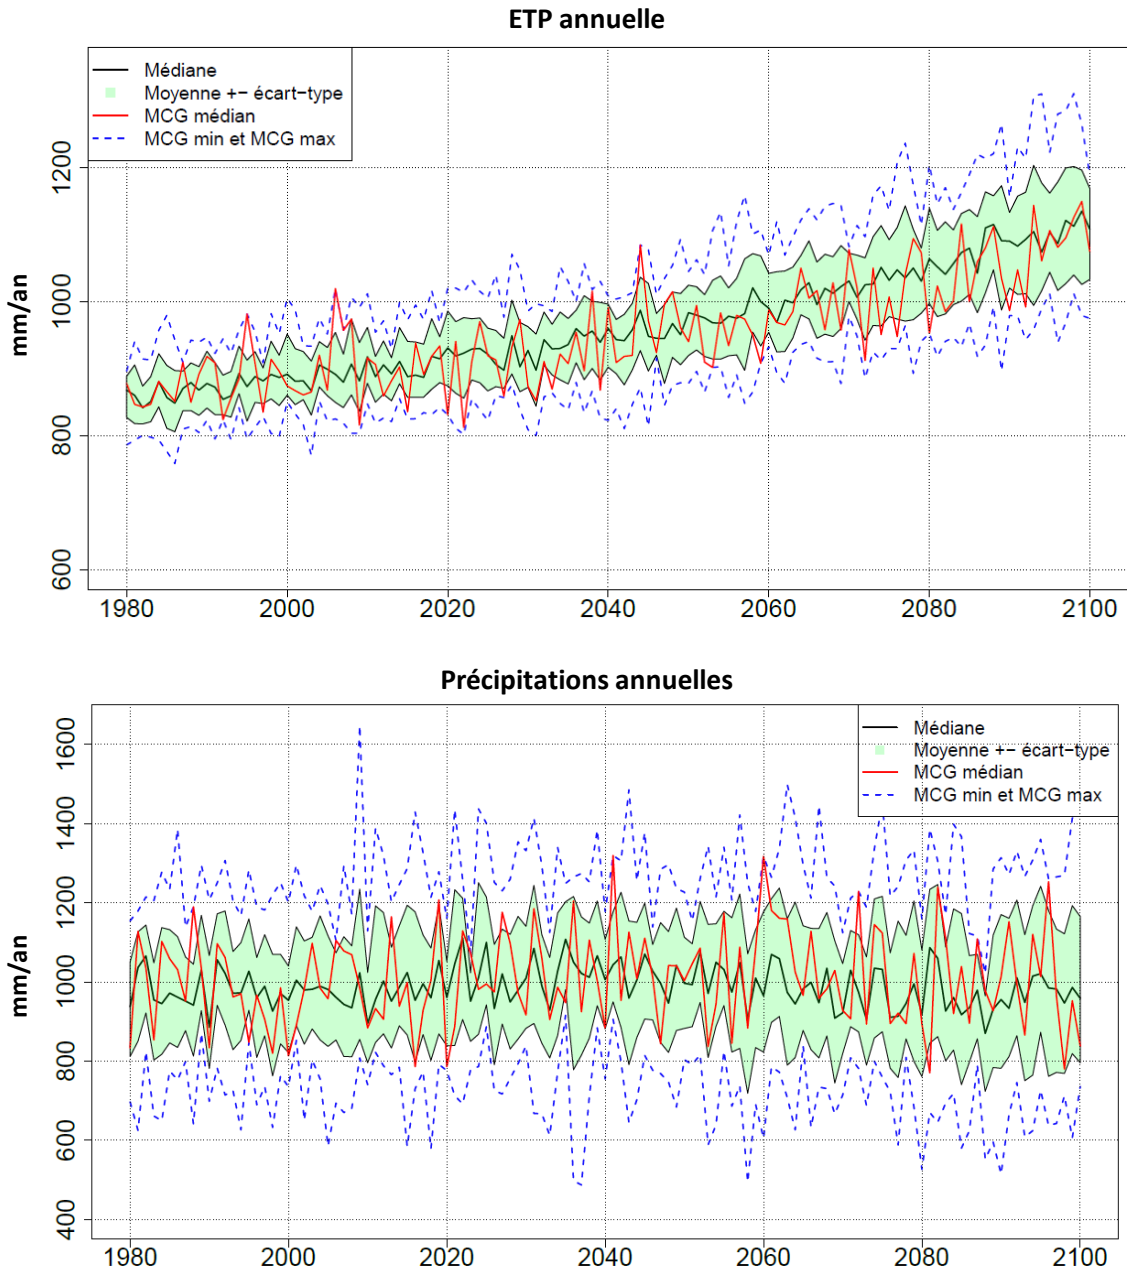 ETP annuelle
Médiane
Moyenne +− écart−type
MCG médian
MCG min et MCG max
mm/an
1200
1000
800
600
1980 2000 2020 2040 2060 2080 2100
Précipitations annuelles
Médiane
Moyenne +− écart−type
MCG médian
MCG min et MCG max
mm/an
1600
1400
1200
1000
800
600
400
1980 2000 2020 2040 2060 2080 2100